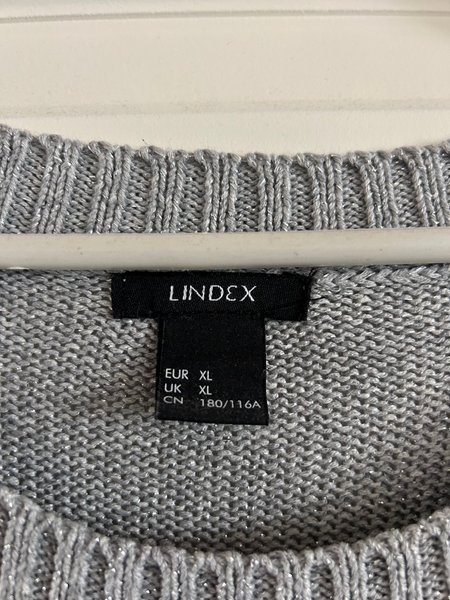 LINDEX
EUR XL
UK XL
CN 180/116A